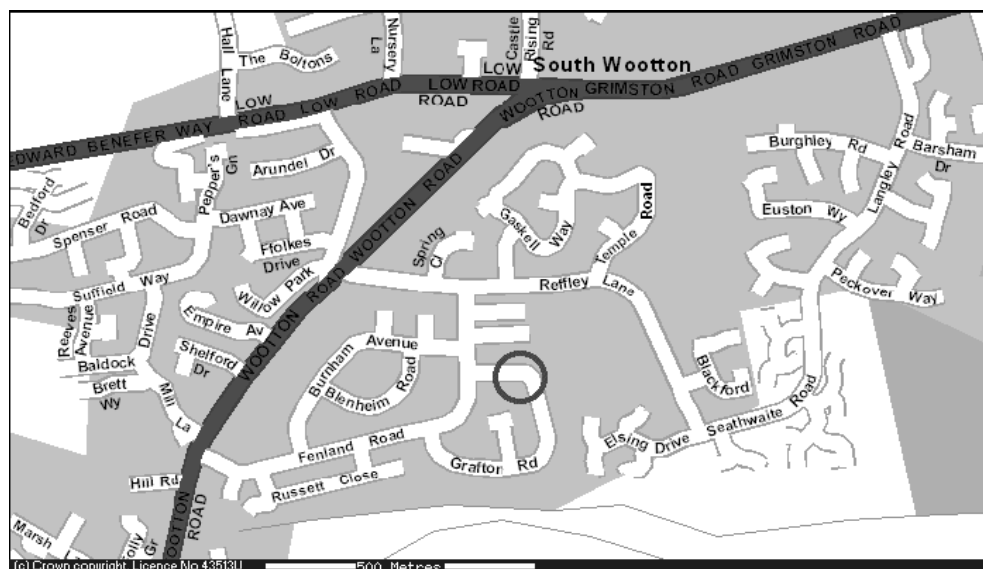 Hall Lane
The Boltons
Nursery La
Castle Rising Rd
South Wootton
LOW ROAD
LOW ROAD
WOOTTON ROAD
GRIMSTON ROAD GRIMSTON ROAD
EDWARD BENEFER WAY
LOW ROAD LOW ROAD
Pepper's Gn
Arundel Dr
Bedford Dr
Spenser Road
Dawnay Ave
Ffolkes Drive
Suffield Way
Willow Park
Empire Av
Reeves Avenue
Drive
Baldock
Brett Wy
Shelford Dr
Mill La
WOOTTON ROAD WOOTTON ROAD
Spring Cl
Gaskell Way
Temple Road
Reffley Lane
Burghley Rd
Langley Road
Barsham Dr
Euston Wy
Peckover Way
Burnham Avenue
Blenheim Road
Blackford
Elsing Drive
Seathwaite Road
Fenland Road
Grafton Rd
Russett Close
Hill Rd
WOOTTON ROAD
Marsh
olly Gr
(c) Crown copyright. Licence No 43513U
500 Metres